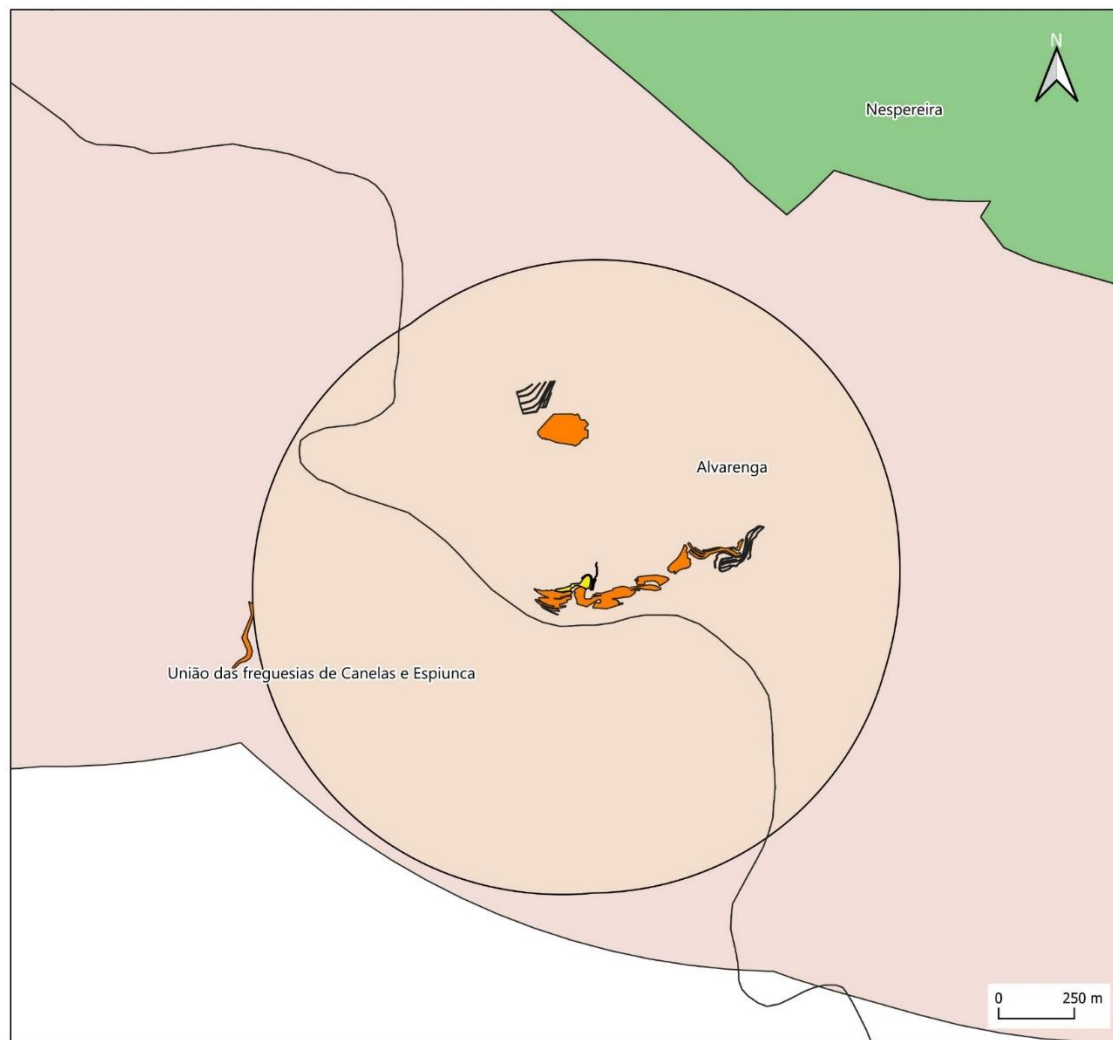 N
Nespereira
Alvarenga
União das freguesias de Canelas e Espiunca
0 250 m